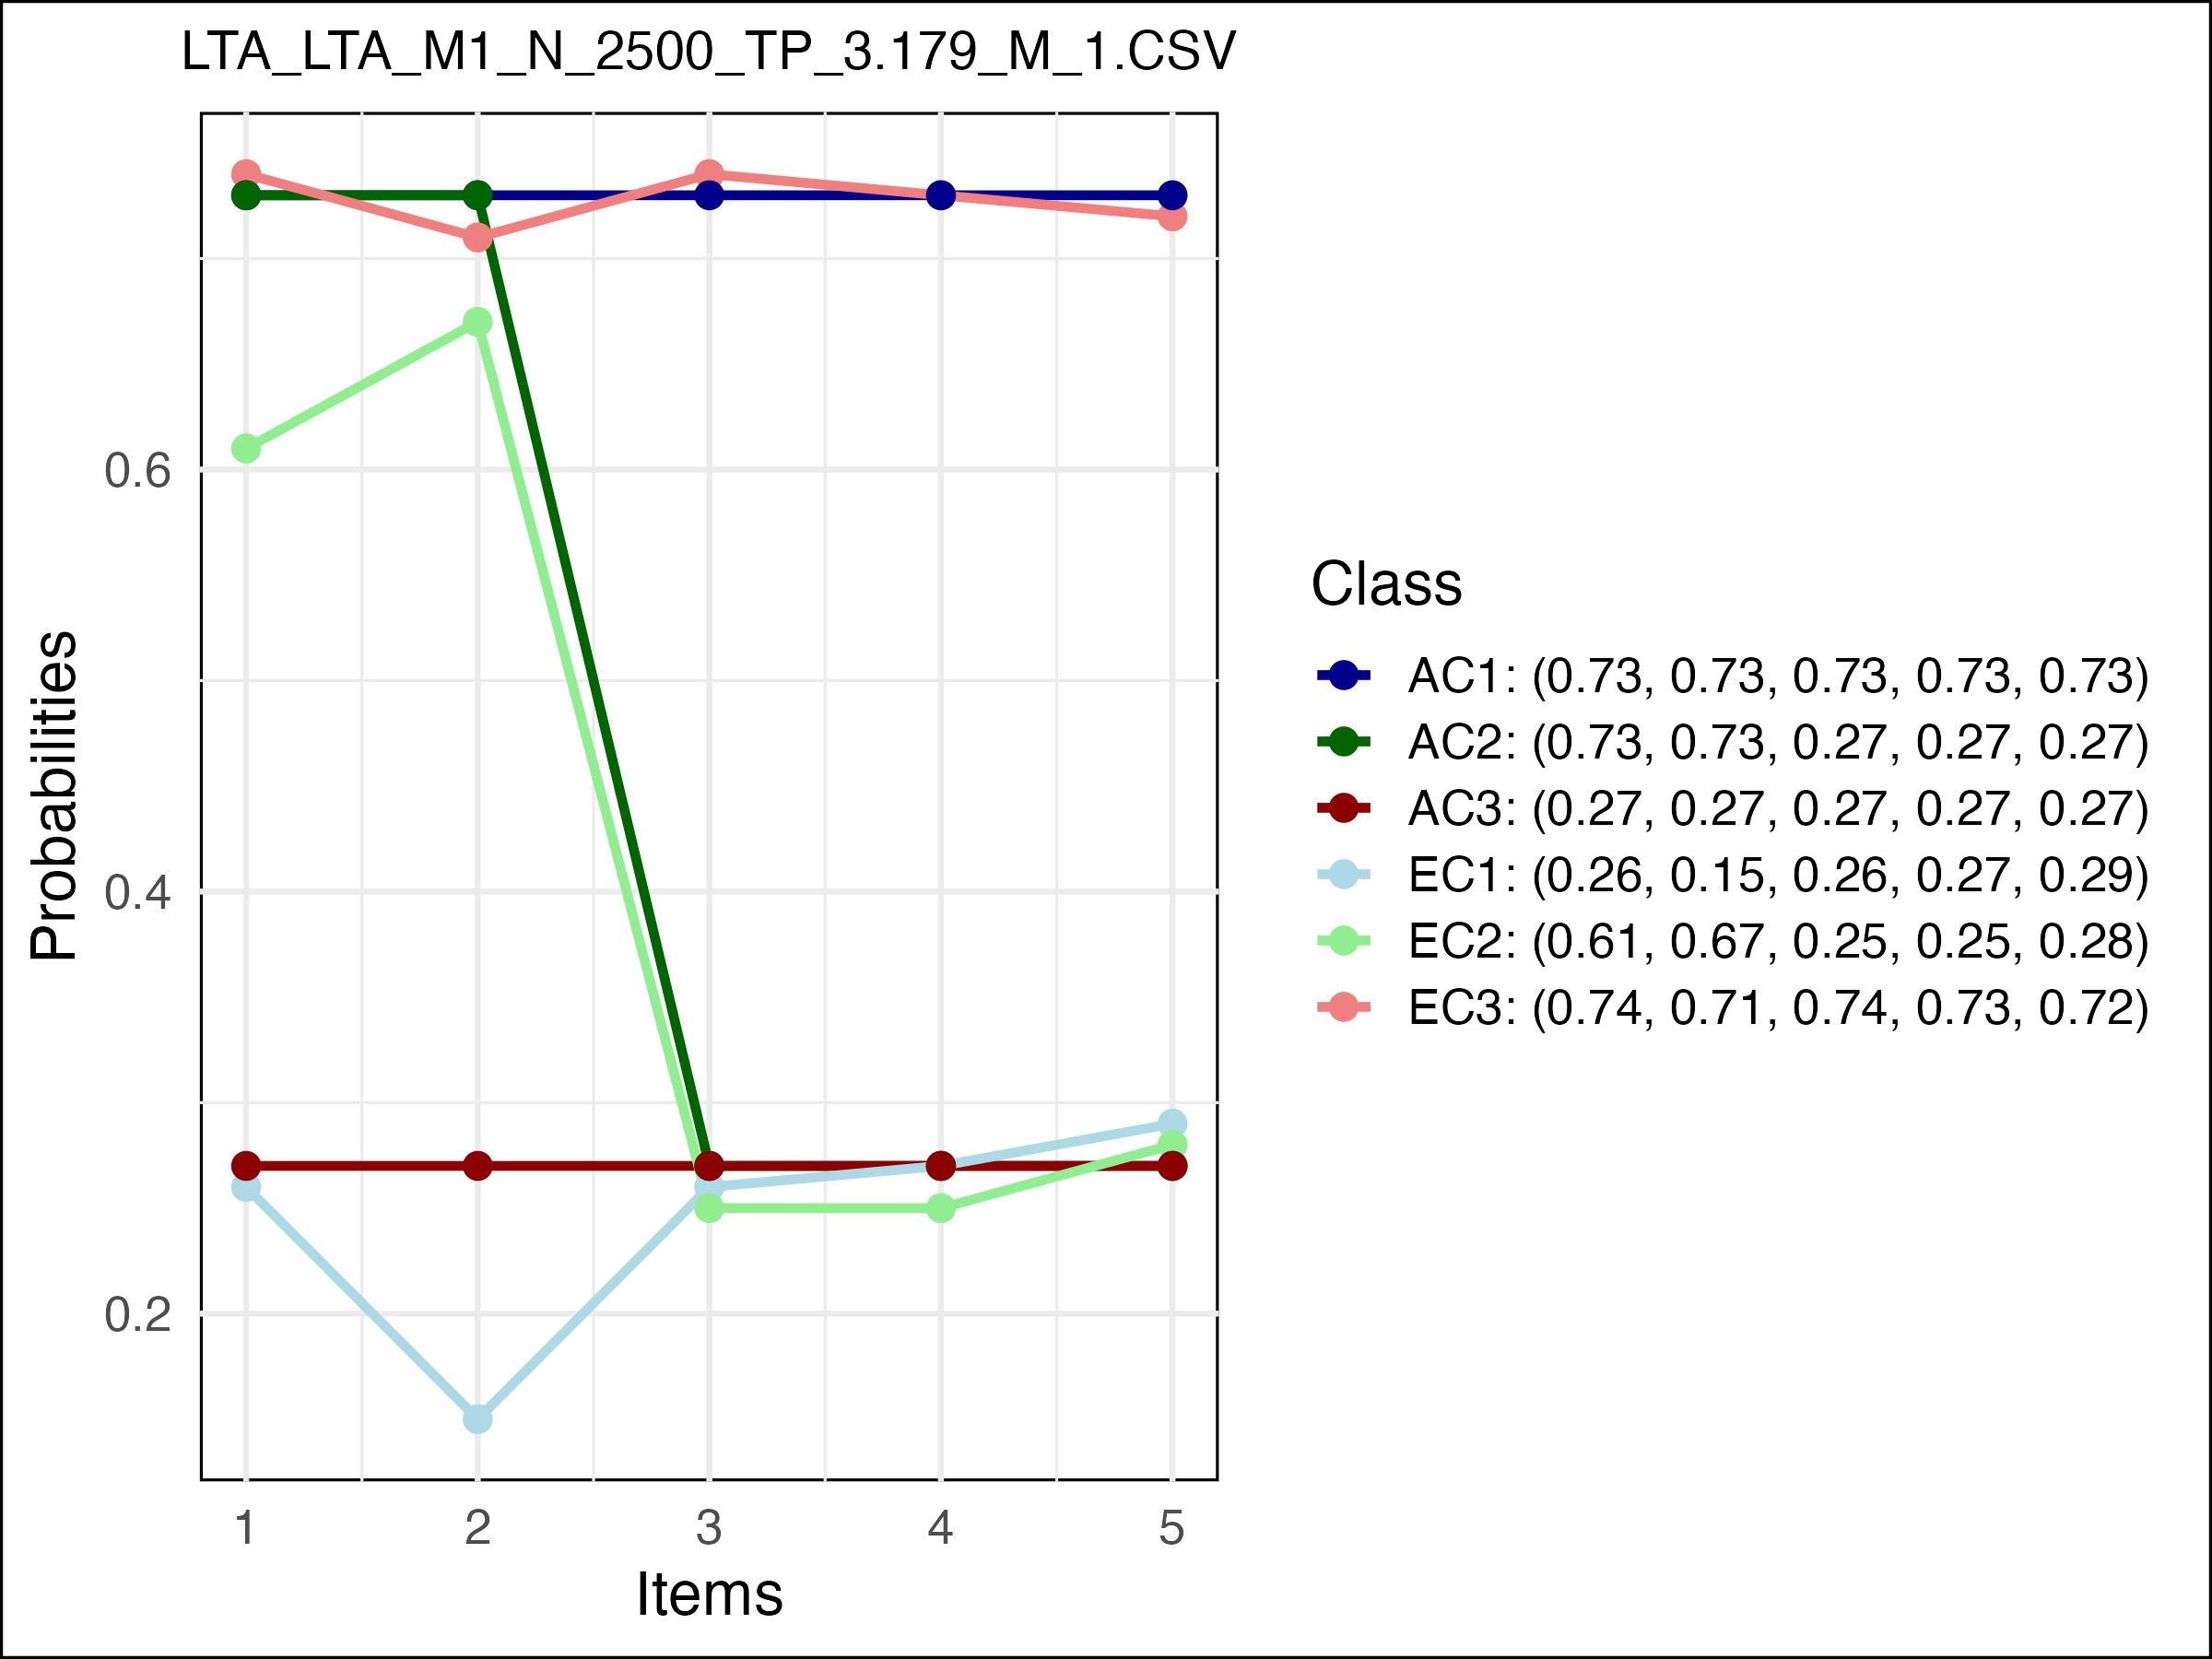 LTA_LTA_M1_N_2500_TP_3.179_M_1.CSV
Probabilities
0.6
0.4
0.2
1 2 3 4 5
Items
Class
AC1: (0.73, 0.73, 0.73, 0.73, 0.73)
AC2: (0.73, 0.73, 0.27, 0.27, 0.27)
AC3: (0.27, 0.27, 0.27, 0.27, 0.27)
EC1: (0.26, 0.15, 0.26, 0.27, 0.29)
EC2: (0.61, 0.67, 0.25, 0.25, 0.28)
EC3: (0.74, 0.71, 0.74, 0.73, 0.72)